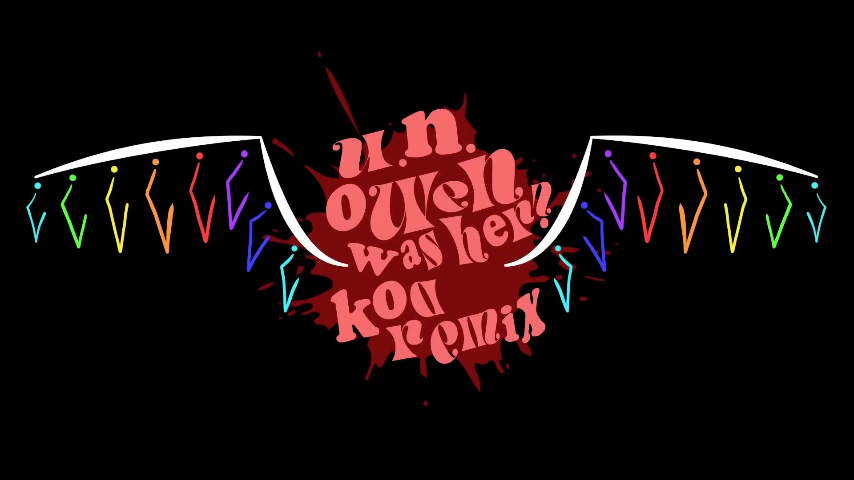 u.n.
owen
was her?
koa
remix